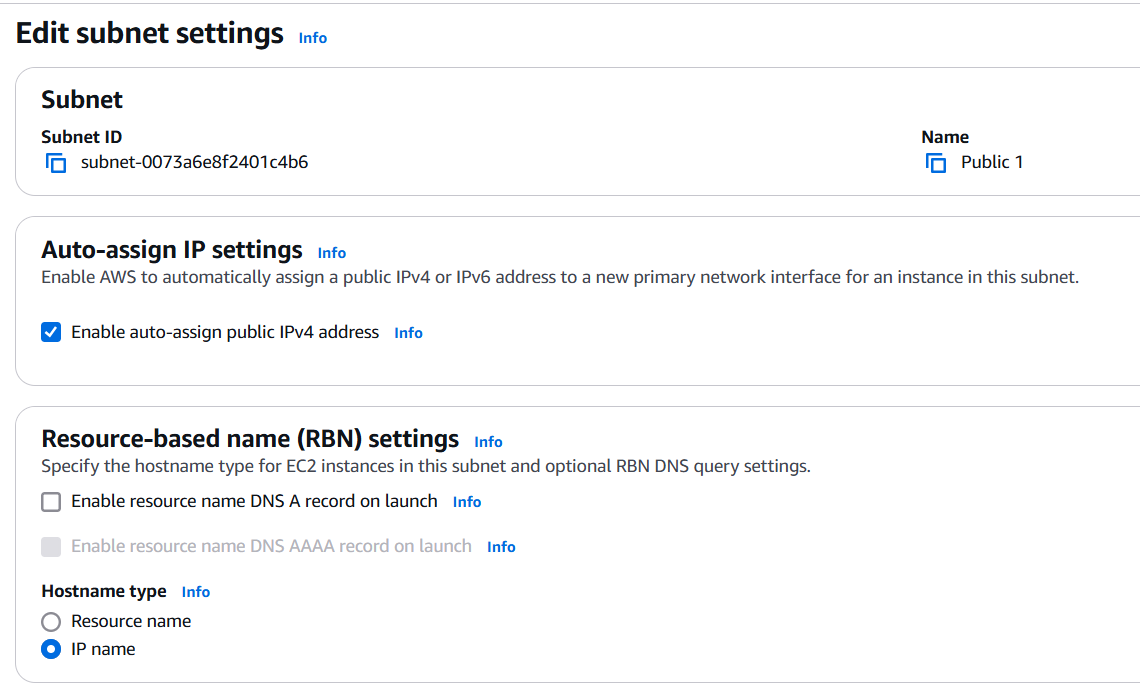 Edit subnet settings Info
Subnet
Subnet ID
subnet-0073a6e8f2401c4b6
Name
Public 1
Auto-assign IP settings Info
Enable AWS to automatically assign a public IPv4 or IPv6 address to a new primary network interface for an instance in this subnet.
Enable auto-assign public IPv4 address Info
Resource-based name (RBN) settings Info
Specify the hostname type for EC2 instances in this subnet and optional RBN DNS query settings.
Enable resource name DNS A record on launch Info
Enable resource name DNS AAAA record on launch Info
Hostname type Info
Resource name
IP name